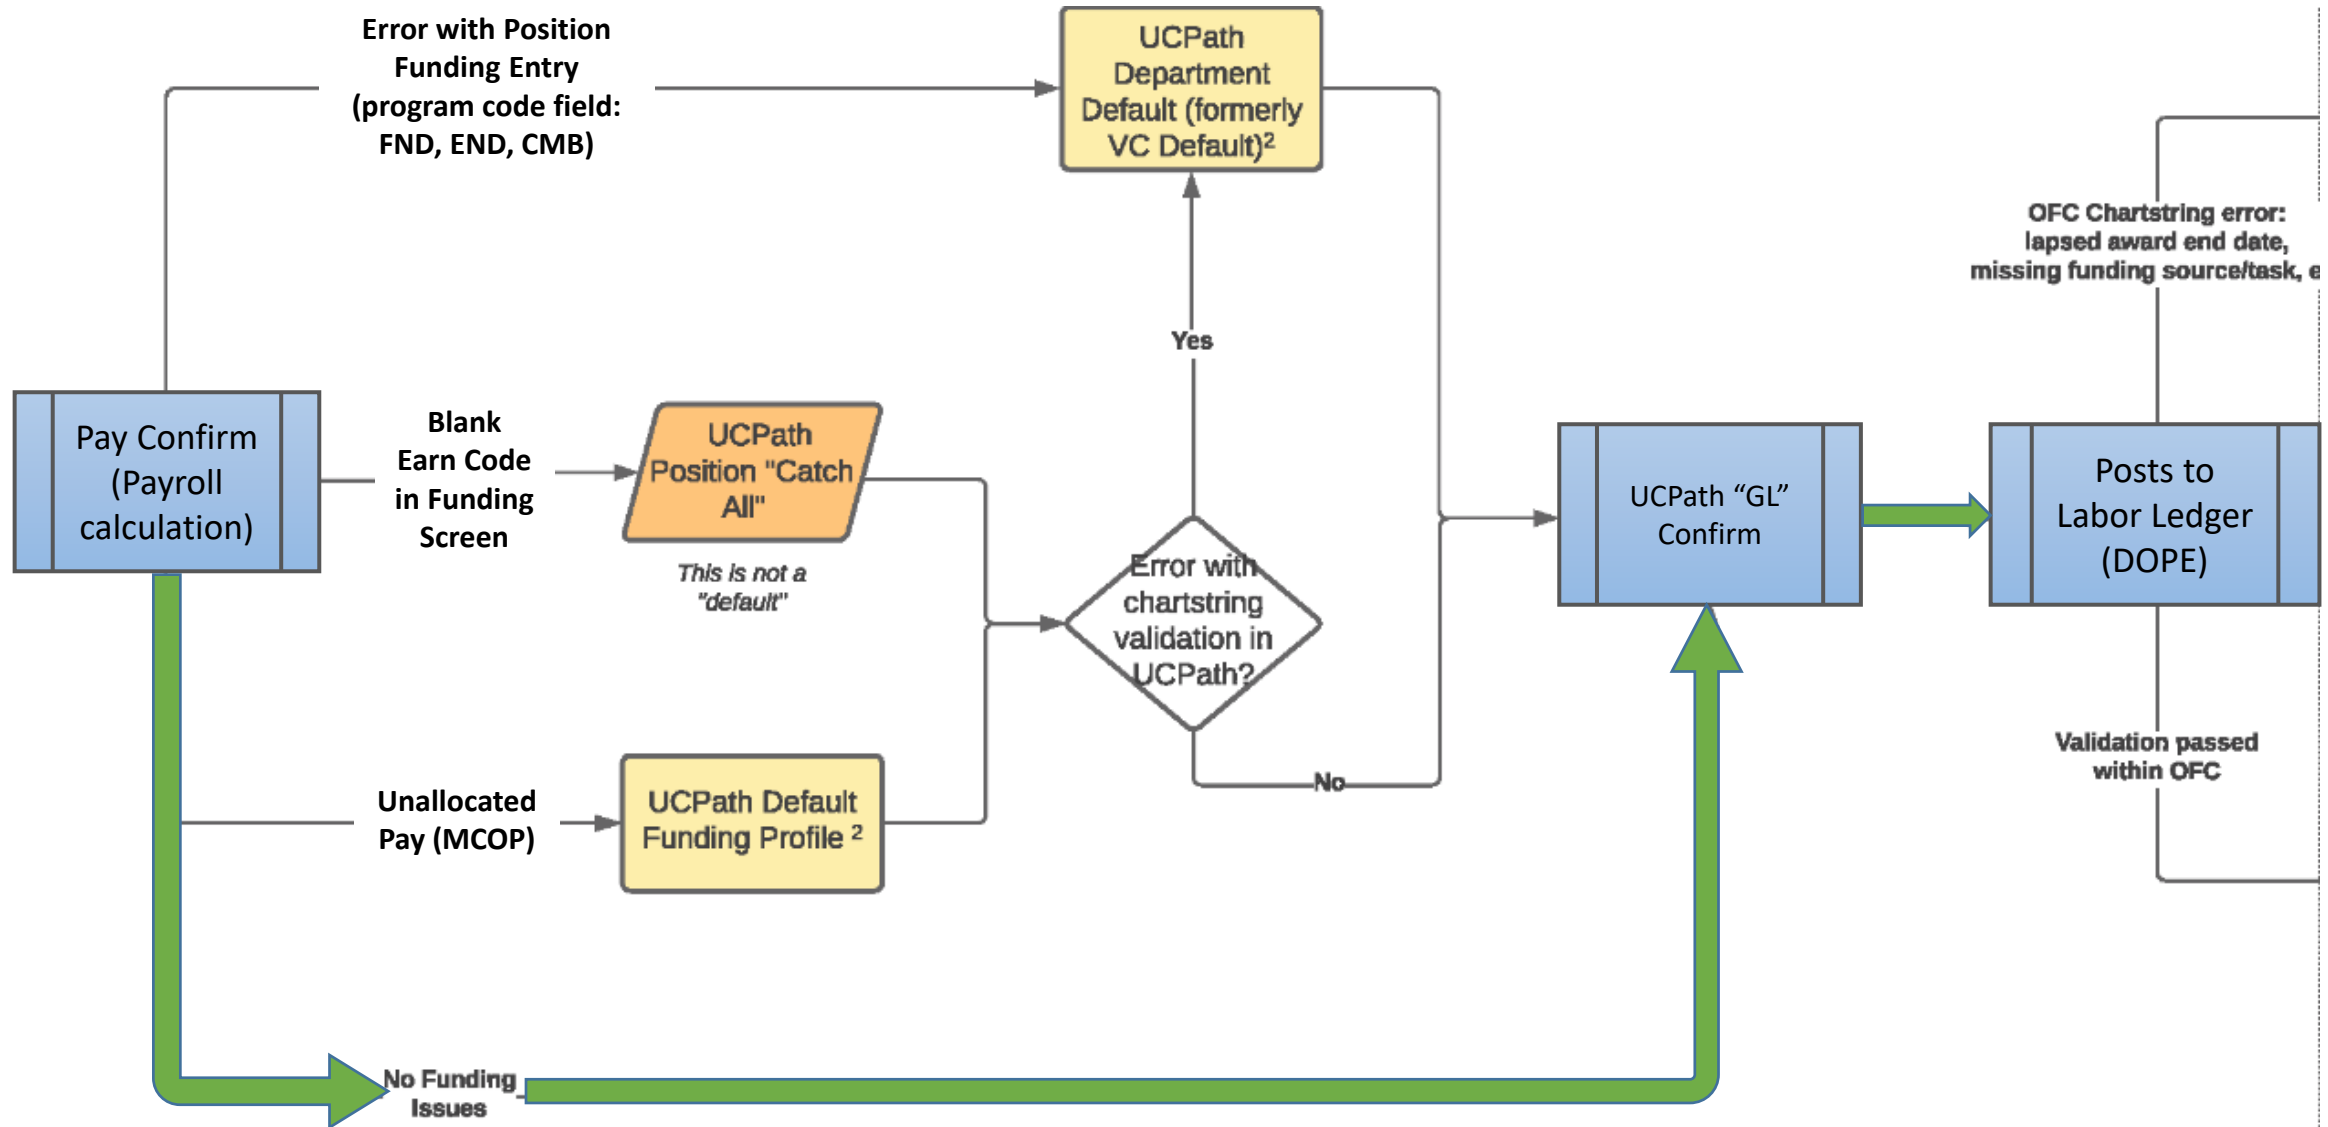 Error with Position
Funding Entry
(program code field:
FND, END, CMB)
UCPath
Department
Default (formerly
VC Default)²
OFC Chartstring error:
lapsed award end date,
missing funding source/task, e
Yes
Pay Confirm
(Payroll
calculation)
Blank
Earn Code
in Funding
Screen
UCPath
Position "Catch
All"
This is not a
"default"
Error with
chartstring
validation in
UCPath?
UCPath “GL”
Confirm
Posts to
Labor Ledger
(DOPE)
Unallocated
Pay (MCOP)
UCPath Default
Funding Profile ²
No
Validation passed
within OFC
No Funding
Issues